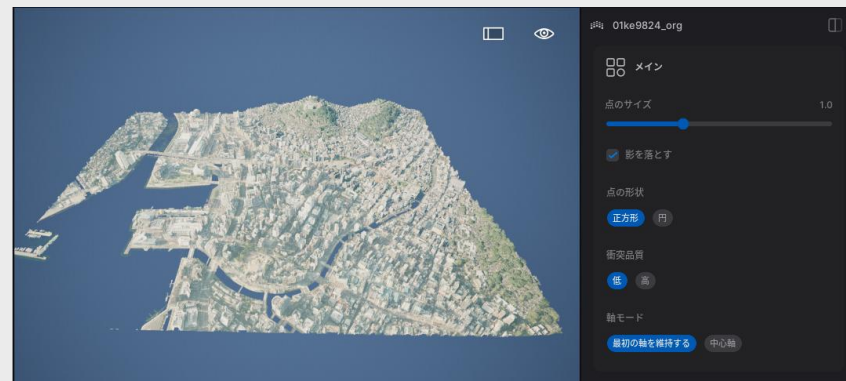 01ke9824_org
メイン
点のサイズ 1.0
影を落とす
点の形状
正方形 円
衝突品質
低 高
軸モード
最初の軸を維持する 中心軸